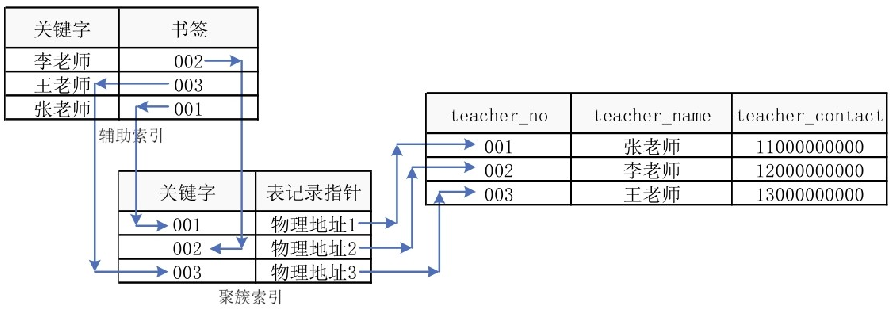 关键字 书签
李老师 002
王老师 003
张老师 001
辅助索引
teacher_no teacher_name teacher_contact
001 张老师 11000000000
002 李老师 12000000000
003 王老师 13000000000
关键字 表记录指针
001 物理地址1
002 物理地址2
003 物理地址3
聚簇索引